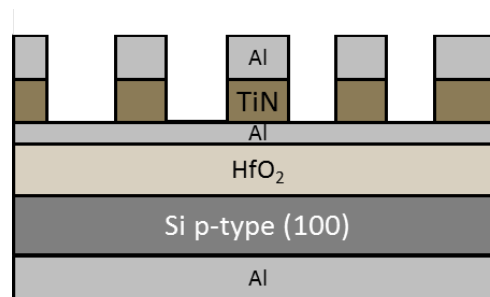 Al
TiN
Al
HfO₂
Si p-type (100)
Al